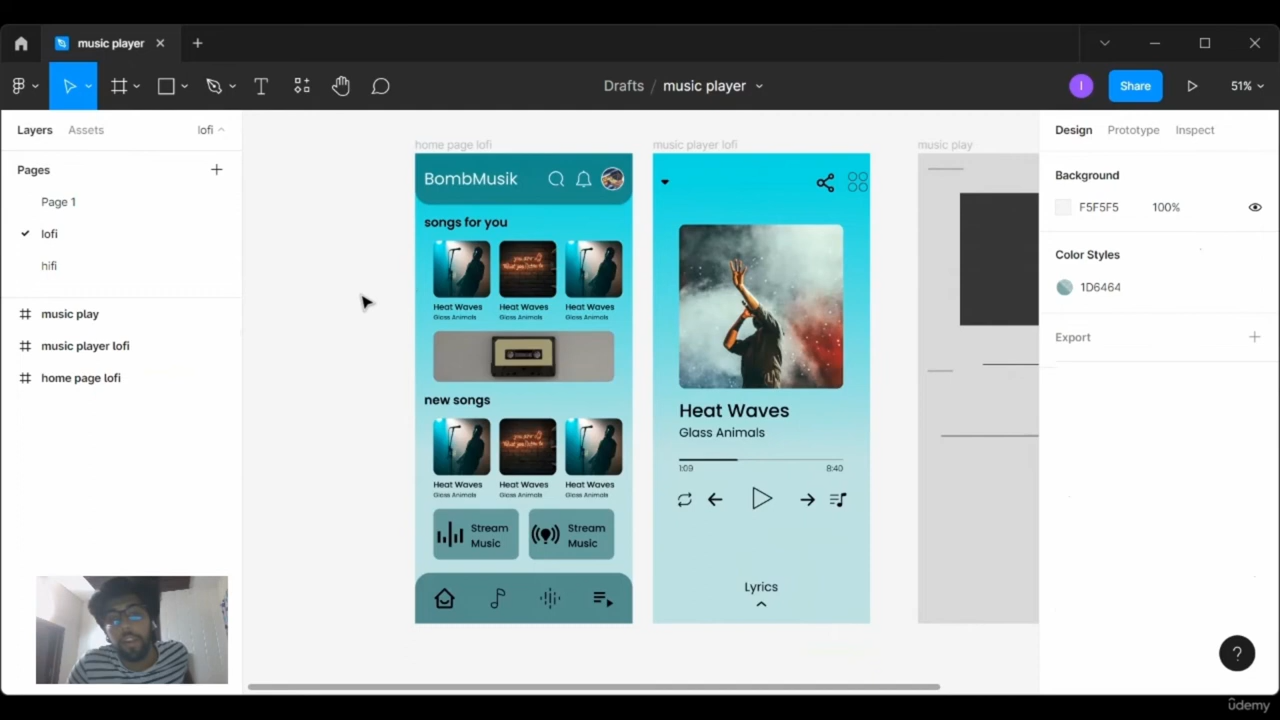 music player
Drafts / music player
Share
51%
Layers
Assets
lofi
Pages
Page 1
lofi
hifi
music play
music player lofi
home page lofi
home page lofi
BombMusik
songs for you
Heat Waves
Glass Animals
Heat Waves
Glass Animals
Heat Waves
Glass Animals
new songs
Heat Waves
Glass Animals
Heat Waves
Glass Animals
Heat Waves
Glass Animals
Stream
Music
Stream
Music
music player lofi
Heat Waves
Glass Animals
1:09
8:40
Lyrics
music play
Design
Prototype
Inspect
Background
F5F5F5
100%
Color Styles
1D6464
Export
?
ûdemy